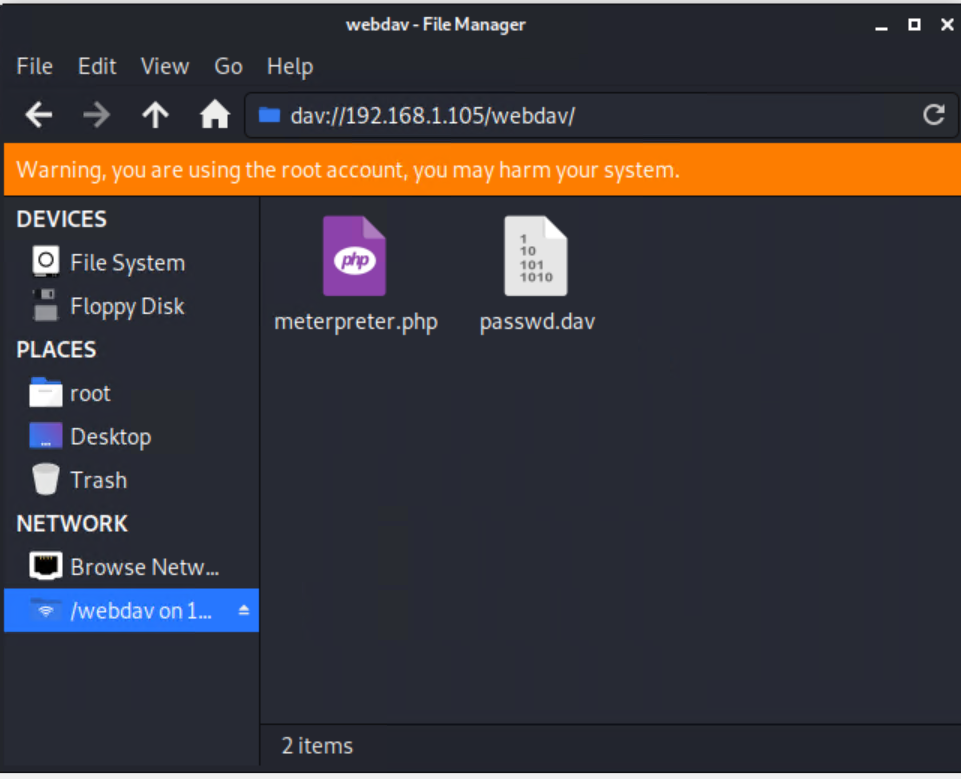 webdav - File Manager
File Edit View Go Help
dav://192.168.1.105/webdav/
Warning, you are using the root account, you may harm your system.
DEVICES
File System
Floppy Disk
PLACES
root
Desktop
Trash
NETWORK
Browse Netw...
/webdav on 1...
php
meterpreter.php
1
10
101
1010
passwd.dav
2 items